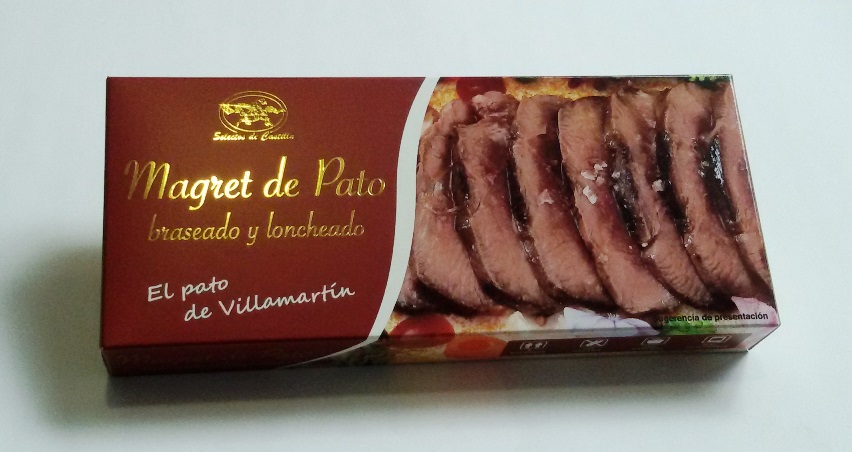 Selectos de Castilla
Magret de Pato
braseado y loncheado
El pato
de Villamartín
Sugerencia de presentación